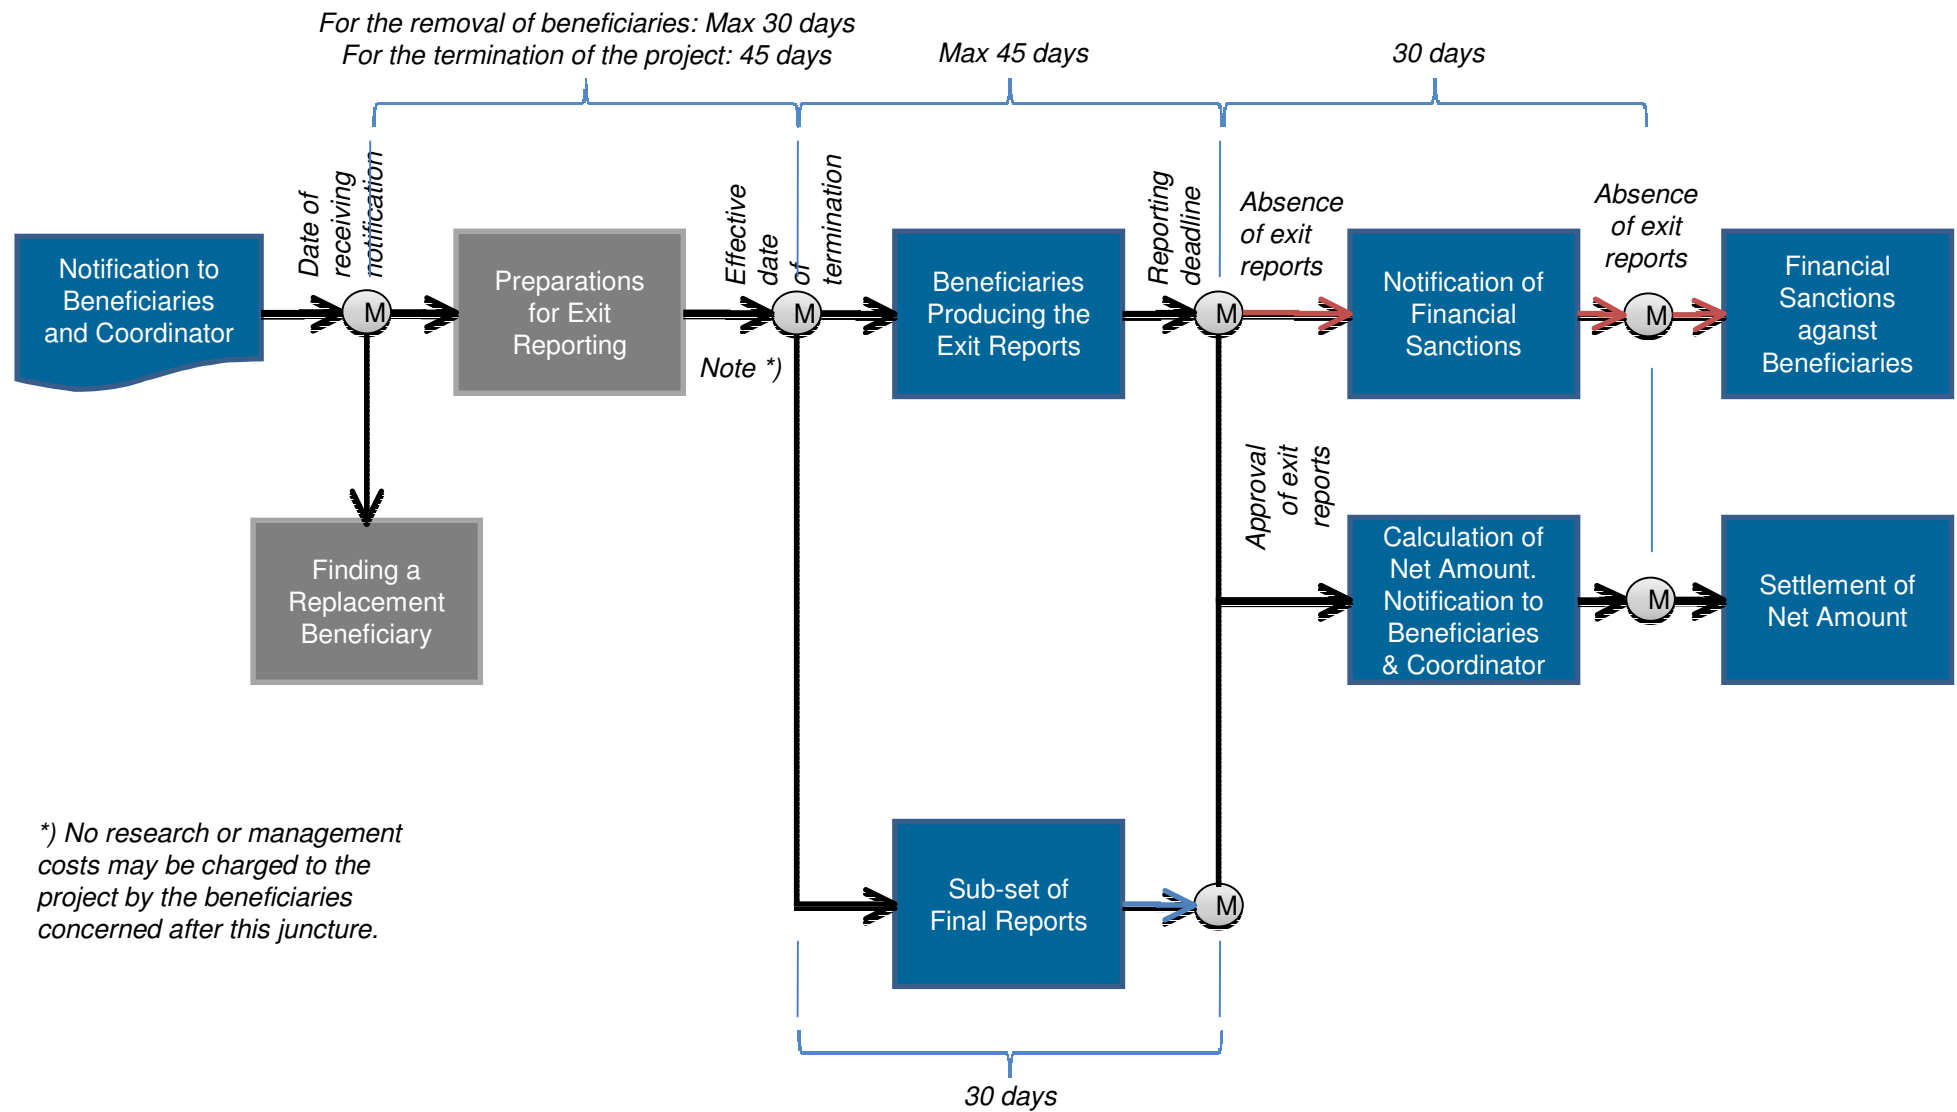 For the removal of beneficiaries: Max 30 days
For the termination of the project: 45 days
Max 45 days
30 days
Date of
receiving
notification
Effective
date
of
termination
Reporting
deadline
Absence
of exit
reports
Absence
of exit
reports
Notification to
Beneficiaries
and Coordinator
M
Preparations
for Exit
Reporting
M
Beneficiaries
Producing the
Exit Reports
M
Notification of
Financial
Sanctions
M
Financial
Sanctions
aganst
Beneficiaries
Note *)
Approval
of exit
reports
Finding a
Replacement
Beneficiary
Calculation of
Net Amount.
Notification to
Beneficiaries
& Coordinator
M
Settlement of
Net Amount
*) No research or management
costs may be charged to the
project by the beneficiaries
concerned after this juncture.
Sub-set of
Final Reports
M
30 days